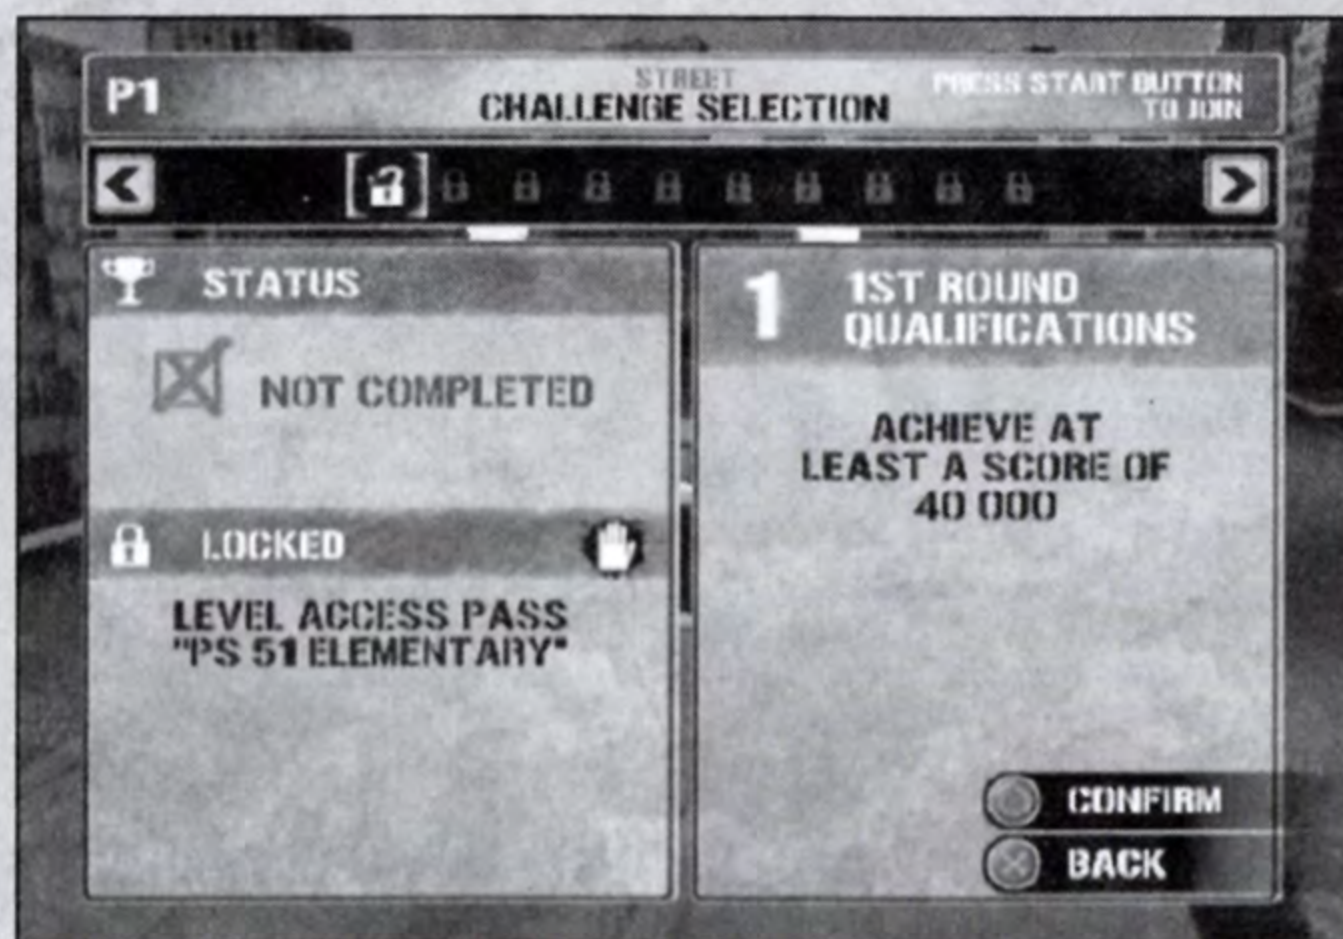 P1
STREET
CHALLENGE SELECTION
PRESS START BUTTON
TO JOIN
STATUS
NOT COMPLETED
LOCKED
LEVEL ACCESS PASS
"PS 51 ELEMENTARY"
1
1ST ROUND
QUALIFICATIONS
ACHIEVE AT
LEAST A SCORE OF
40 000
CONFIRM
BACK